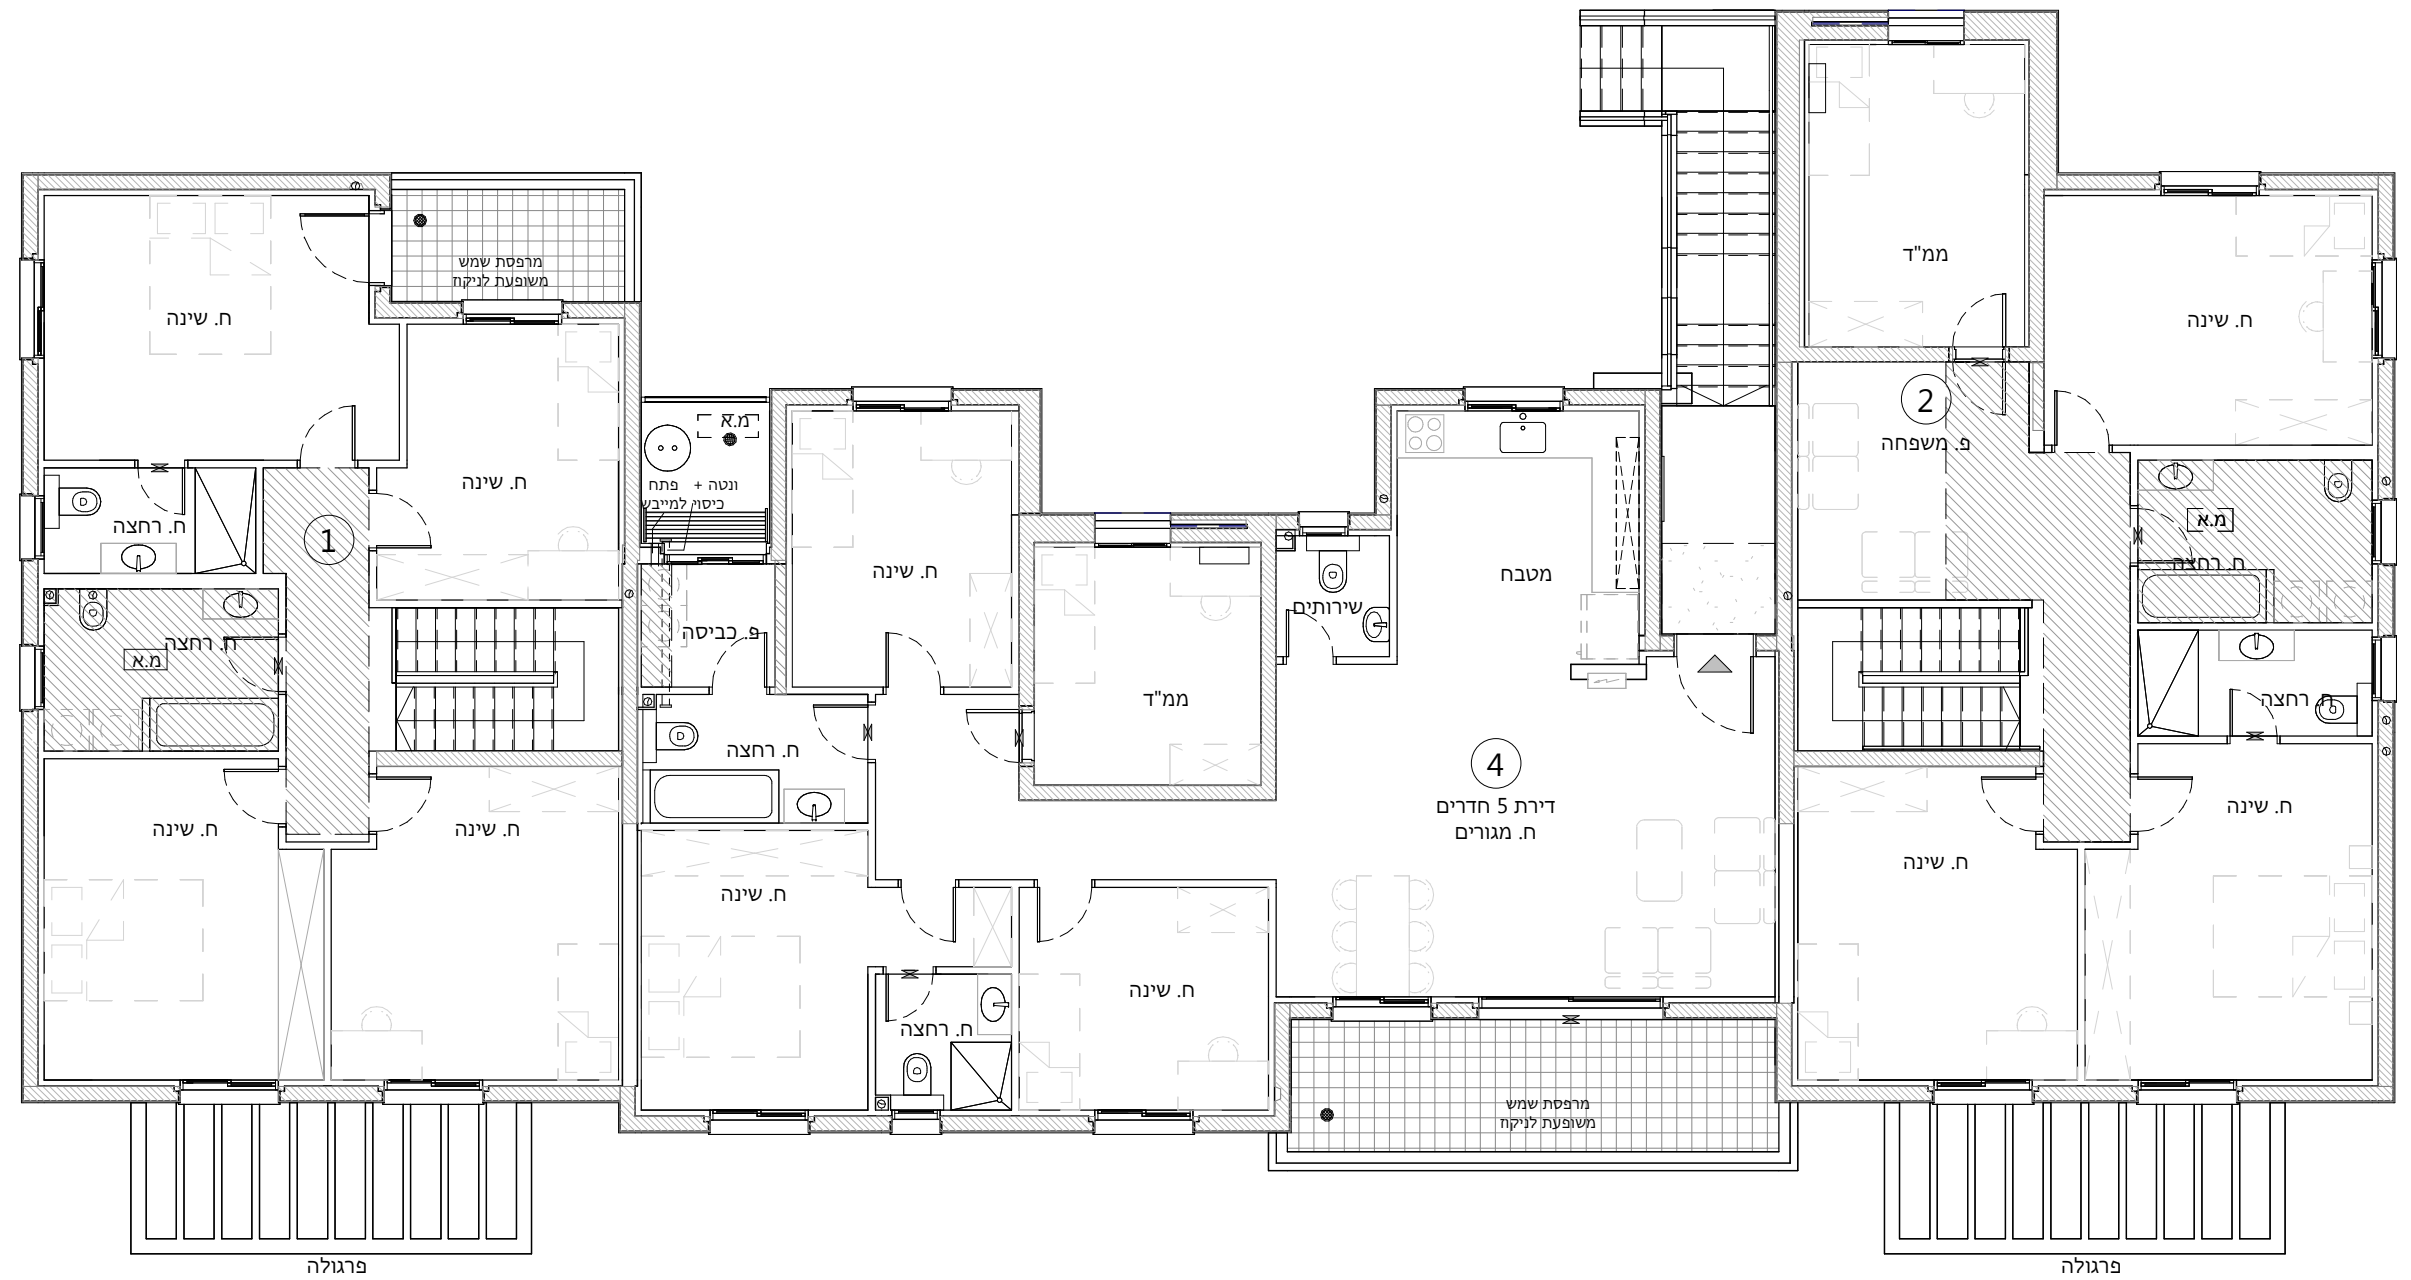 ממ"ד
מרפסת שמש
משופעת לניקוז
ח. שינה
ח. שינה
2
פ. משפחה
מ.א
ח. שינה
ונטה + פתח
כיסוי למייבש
מ.א
ח. רחצה
1
ח. רחצה
ח. שינה
מטבח
שירותים
פ. כביסה
ח. רחצה
מ.א
ממ"ד
ח. רחצה
ח. רחצה
4
דירת 5 חדרים
ח. מגורים
ח. שינה
ח. שינה
ח. שינה
ח. שינה
ח. שינה
ח. שינה
ח. רחצה
מרפסת שמש
משופעת לניקוז
פרגולה
פרגולה